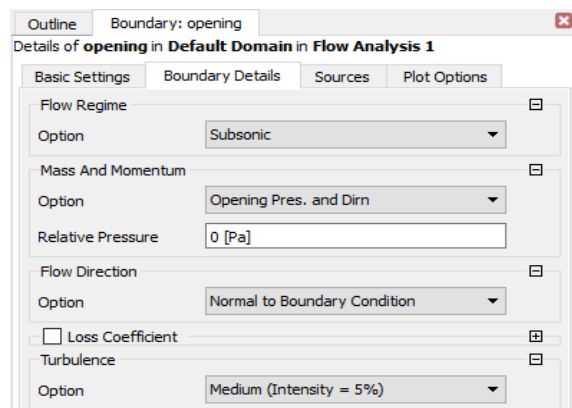 Outline Boundary: opening
Details of opening in Default Domain in Flow Analysis 1
Basic Settings Boundary Details Sources Plot Options
Flow Regime
Option Subsonic
Mass And Momentum
Option Opening Pres. and Dirn
Relative Pressure 0 [Pa]
Flow Direction
Option Normal to Boundary Condition
Loss Coefficient
Turbulence
Option Medium (Intensity = 5%)